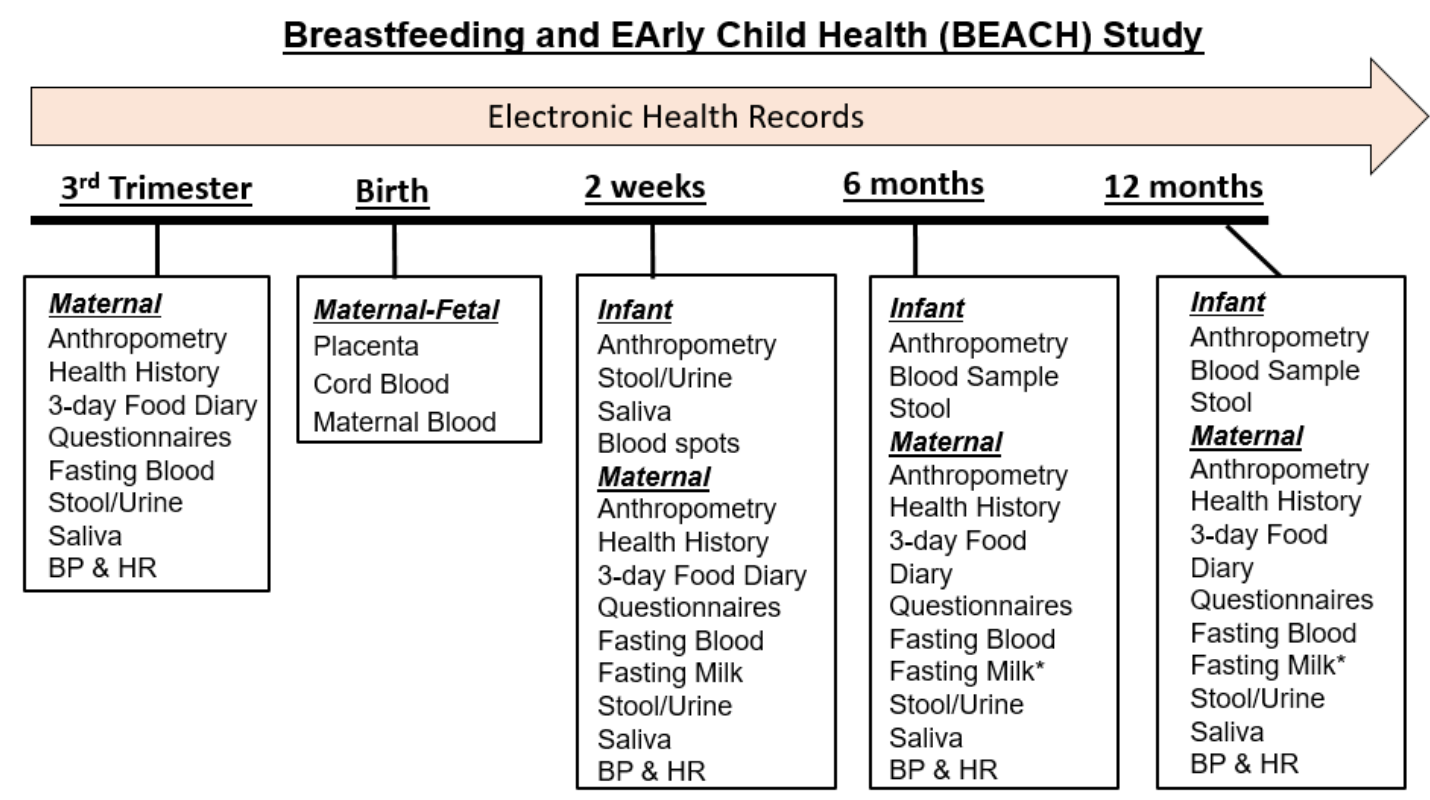 Breastfeeding and EArly Child Health (BEACH) Study
Electronic Health Records
3rd Trimester
Birth
2 weeks
6 months
12 months
Maternal
Anthropometry
Health History
3-day Food Diary
Questionnaires
Fasting Blood
Stool/Urine
Saliva
BP & HR
Maternal-Fetal
Placenta
Cord Blood
Maternal Blood
Infant
Anthropometry
Stool/Urine
Saliva
Blood spots
Maternal
Anthropometry
Health History
3-day Food Diary
Questionnaires
Fasting Blood
Fasting Milk
Stool/Urine
Saliva
BP & HR
Infant
Anthropometry
Blood Sample
Stool
Maternal
Anthropometry
Health History
3-day Food
Diary
Questionnaires
Fasting Blood
Fasting Milk*
Stool/Urine
Saliva
BP & HR
Infant
Anthropometry
Blood Sample
Stool
Maternal
Anthropometry
Health History
3-day Food
Diary
Questionnaires
Fasting Blood
Fasting Milk*
Stool/Urine
Saliva
BP & HR